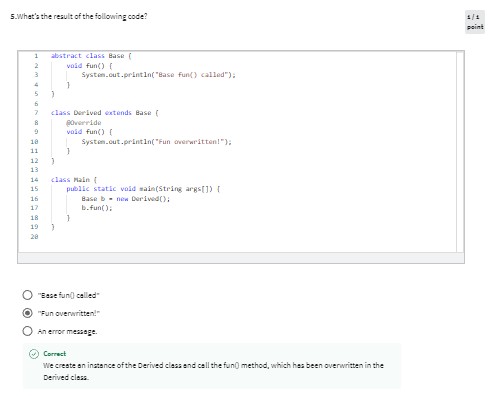 5.What's the result of the following code?
1/1
point
1 abstract class Base {
2 void fun() {
3 System.out.println("Base fun() called");
4 }
5 }
6
7 class Derived extends Base {
8 @Override
9 void fun() {
10 System.out.println("Fun overwritten!");
11 }
12 }
13
14 class Main {
15 public static void main(String args[]) {
16 Base b = new Derived();
17 b.fun();
18 }
19 }
20
"Base fun() called"
"Fun overwritten!"
An error message.
Correct
We create an instance of the Derived class and call the fun() method, which has been overwritten in the
Derived class.